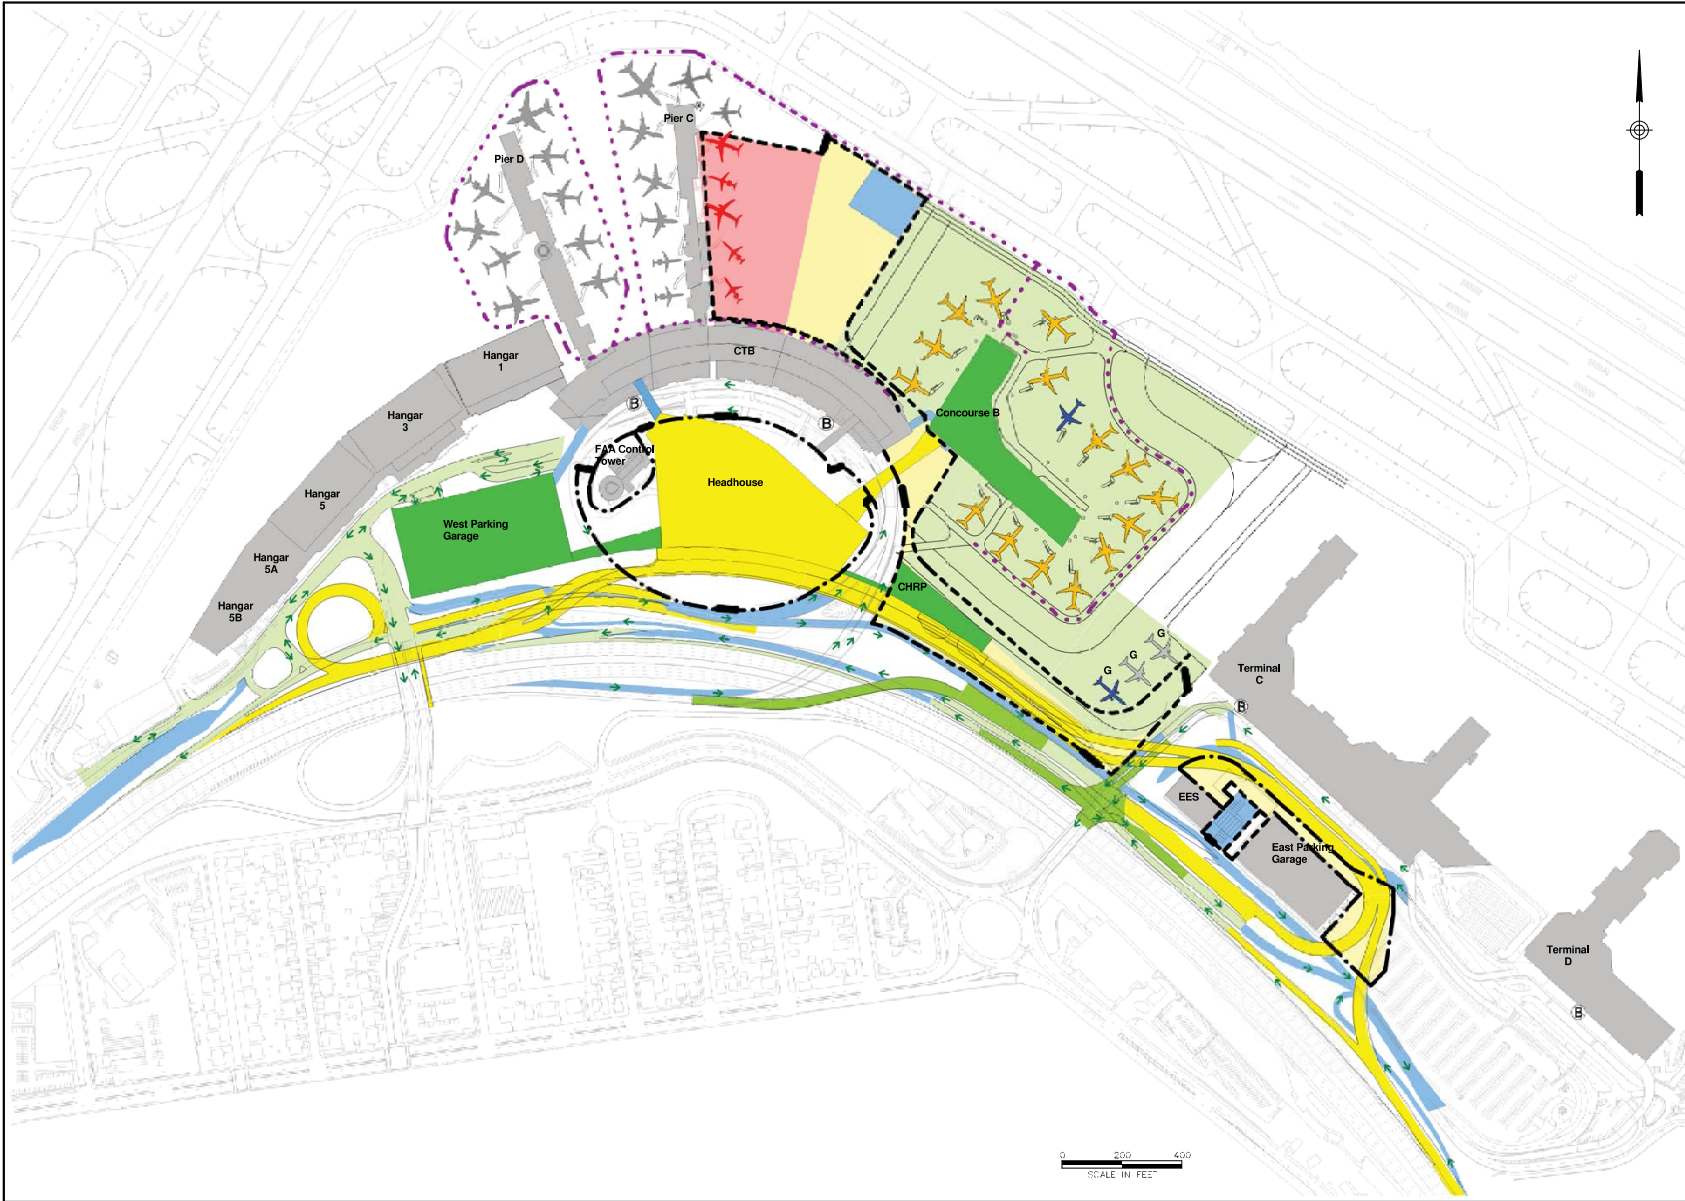 Pier C
Pier D
CTB
Hangar
1
B
Hangar
3
B
Concourse B
FAA Control
Tower
Headhouse
Hangar
5
West Parking
Garage
Hangar
5A
CHRP
Hangar
5B
G
G
G
Terminal
C
B
EES
East Parking
Garage
Terminal
D
B
0 200 400
SCALE IN FEET